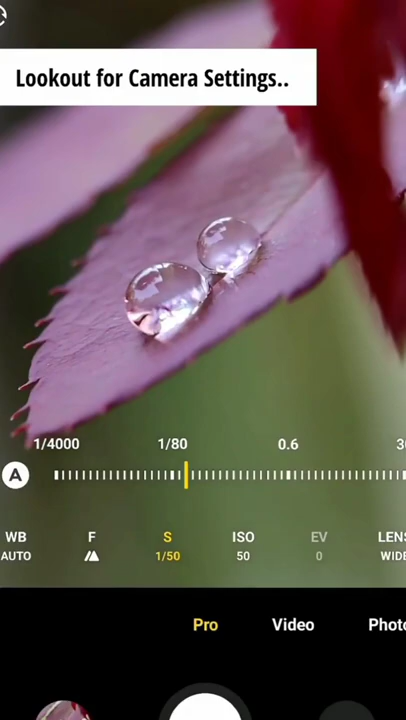 Lookout for Camera Settings..
1/4000 1/80 0.6 30
A
WB F S ISO EV LENS
AUTO 1/50 50 0 WIDE
Pro Video Photo